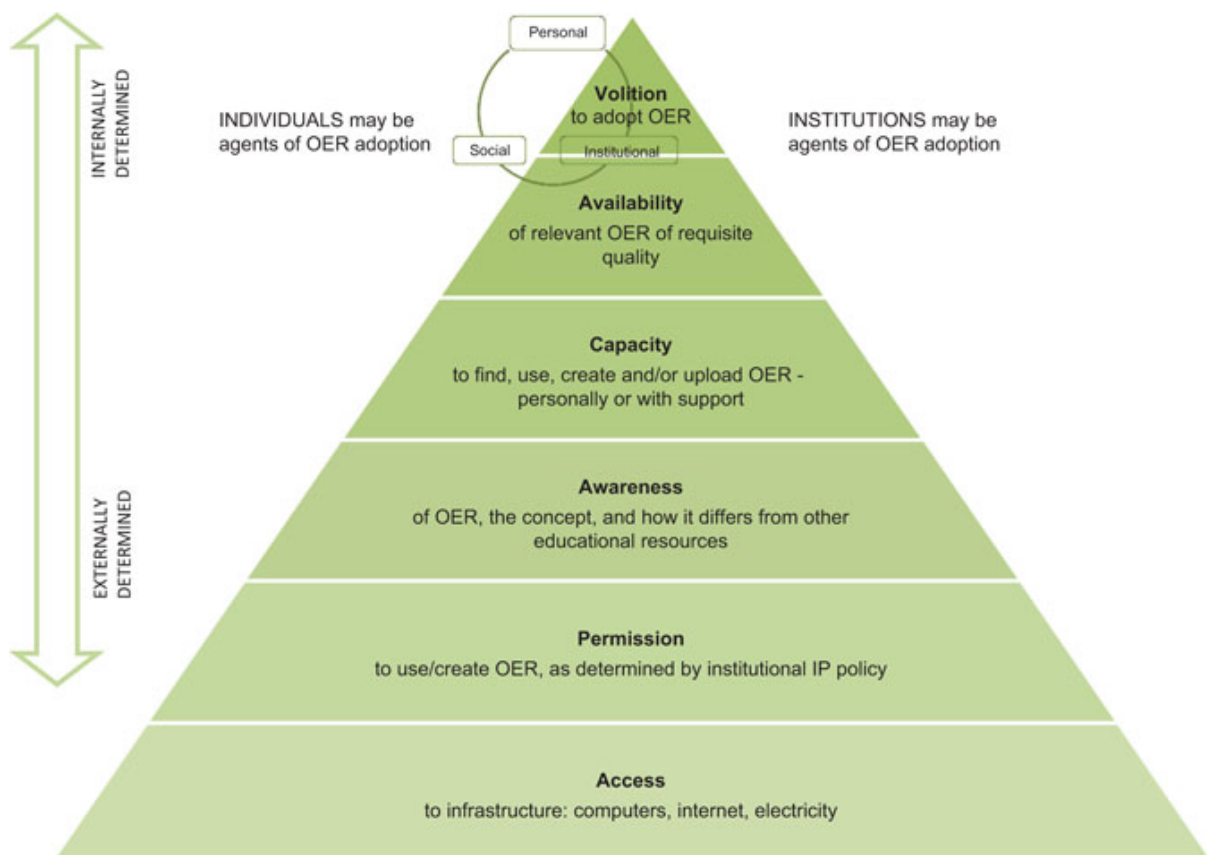 INTERNALLY
DETERMINED
EXTERNALLY
DETERMINED
INDIVIDUALS may be
agents of OER adoption
Personal
Social
Institutional
INSTITUTIONS may be
agents of OER adoption
Volition
to adopt OER
Availability
of relevant OER of requisite
quality
Capacity
to find, use, create and/or upload OER -
personally or with support
Awareness
of OER, the concept, and how it differs from other
educational resources
Permission
to use/create OER, as determined by institutional IP policy
Access
to infrastructure: computers, internet, electricity